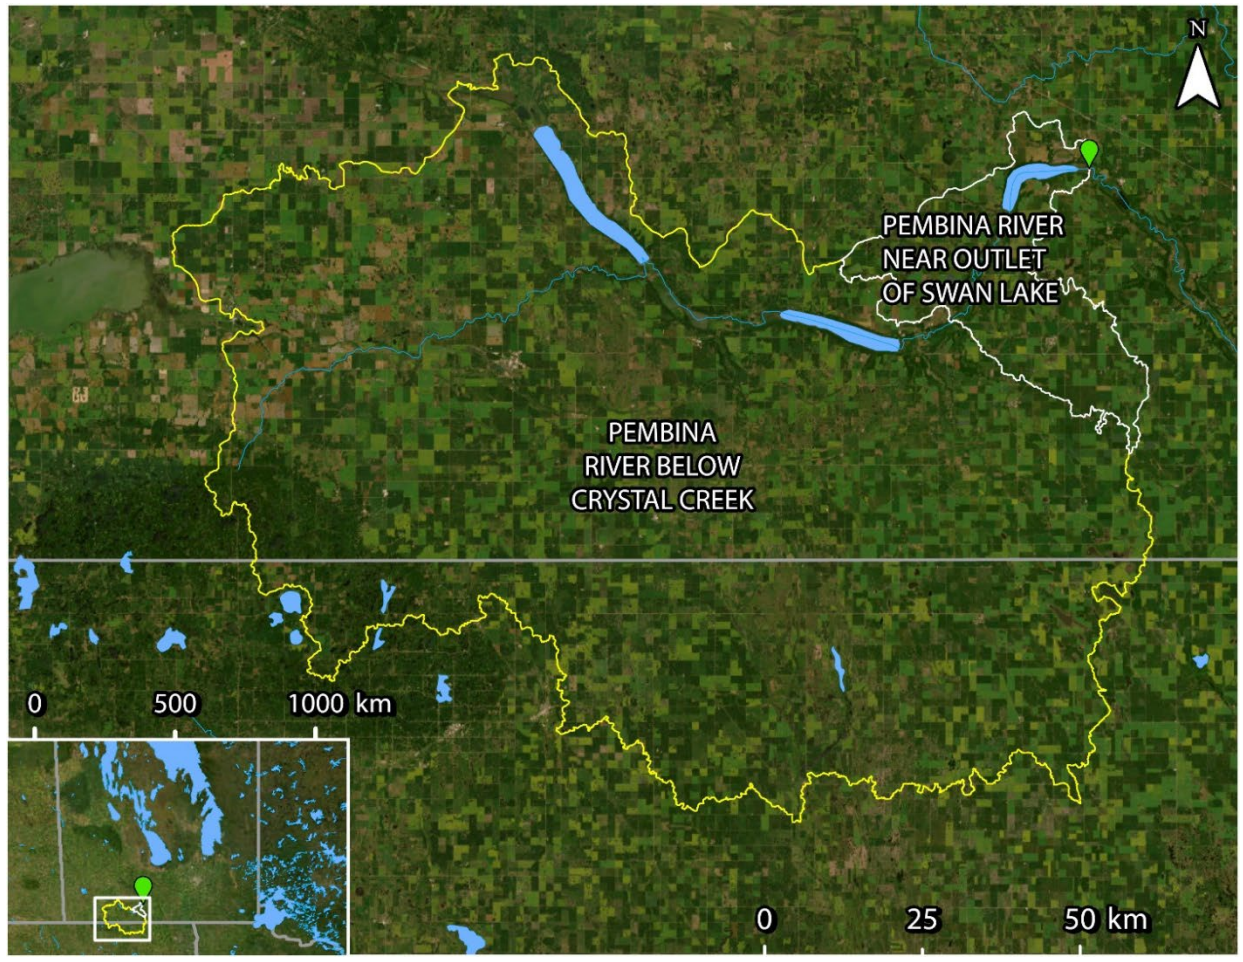 N
PEMBINA RIVER
NEAR OUTLET
OF SWAN LAKE
PEMBINA
RIVER BELOW
CRYSTAL CREEK
0 500 1000 km
0 25 50 km